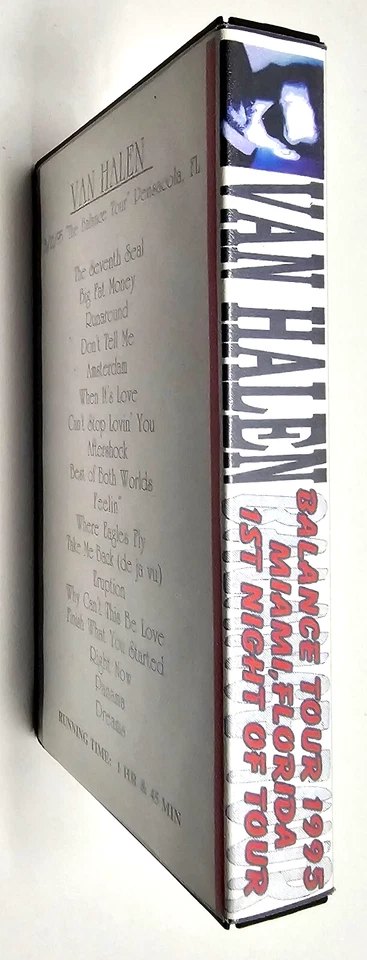 VAN HALEN
"The Balance Tour" Pensacola, FL
The Seventh Seal
Big Fat Money
Runaround
Don't Tell Me
Amsterdam
When It's Love
Can't Stop Lovin' You
Aftershock
Best of Both Worlds
Feelin"
Where Eagles Fly
Take Me Back (de ja vu)
Eruption
Why Can't This Be Love
Finish What You Started
Right Now
Panama
Dreams
RUNNING TIME: 1 HR & 45 MIN
VAN HALEN
BALANCE TOUR 1995
MIAMI, FLORIDA
1ST NIGHT OF TOUR